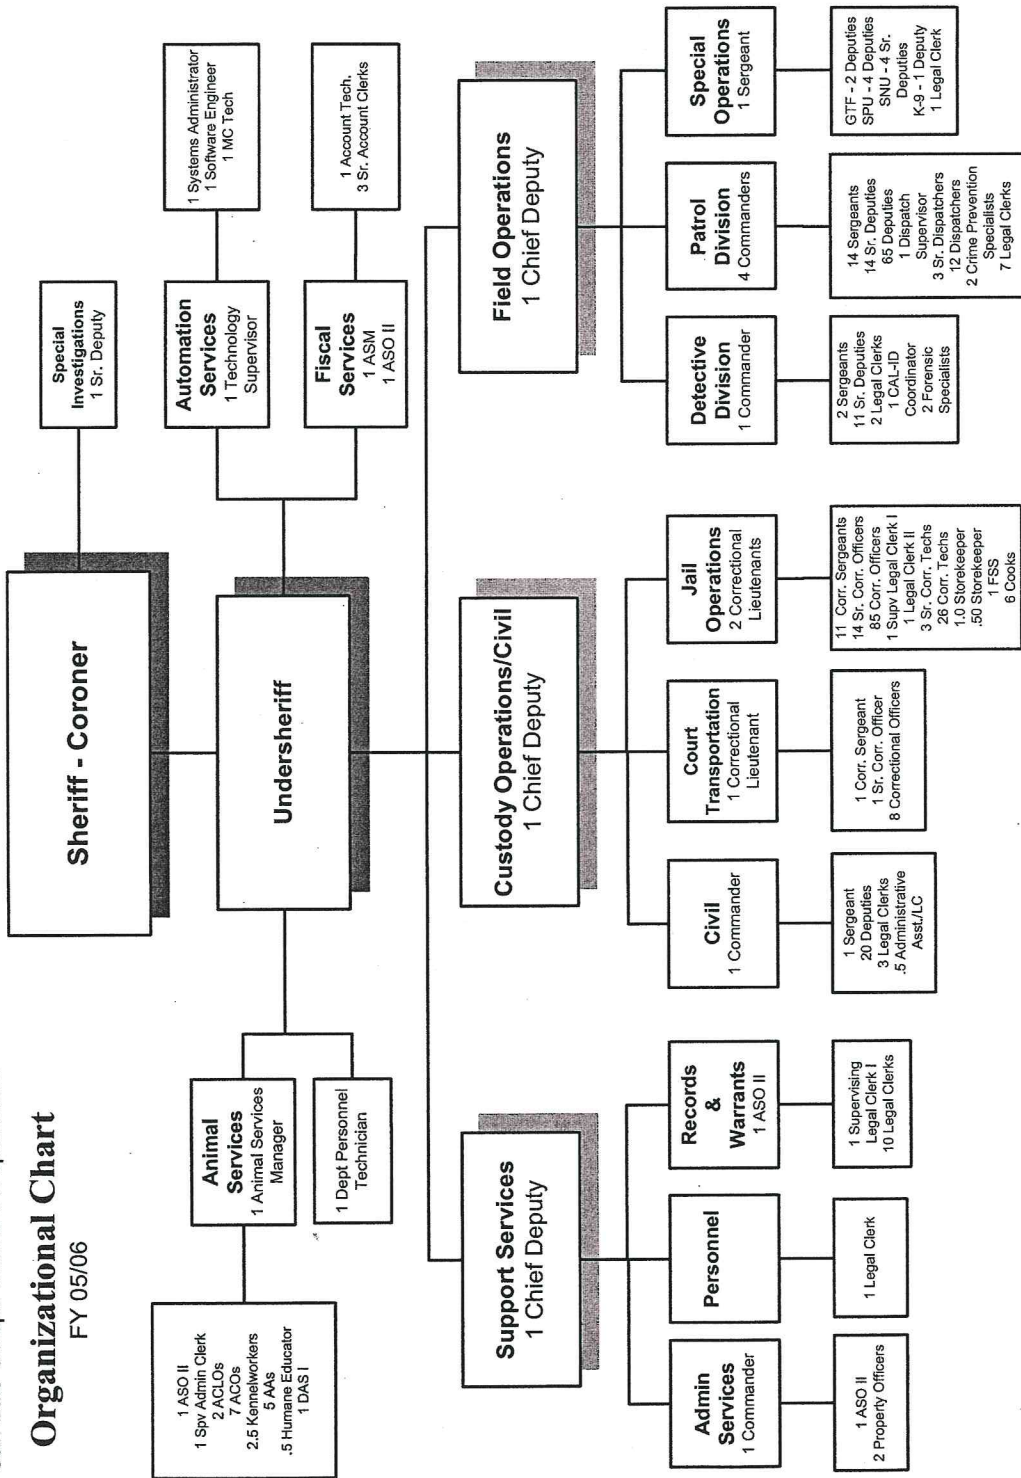 Organizational Chart
FY 05/06
Sheriff - Coroner
Special
Investigations
1 Sr. Deputy
Undersheriff
Animal
Services
1 Animal Services
Manager
1 ASO II
1 Spv Admin Clerk
2 ACLOs
7 ACOs
2.5 Kennelworkers
5 AAs
.5 Humane Educator
1 DAS I
1 Dept Personnel
Technician
Automation
Services
1 Technology
Supervisor
1 Systems Administrator
1 Software Engineer
1 MC Tech
Fiscal
Services
1 ASM
1 ASO II
1 Account Tech.
3 Sr. Account Clerks
Support Services
1 Chief Deputy
Admin
Services
1 Commander
1 ASO II
2 Property Officers
Personnel
1 Legal Clerk
Records
&
Warrants
1 ASO II
1 Supervising
Legal Clerk I
10 Legal Clerks
Custody Operations/Civil
1 Chief Deputy
Civil
1 Commander
1 Sergeant
20 Deputies
3 Legal Clerks
.5 Administrative
Asst./LC
Court
Transportation
1 Correctional
Lieutenant
1 Corr. Sergeant
1 Sr. Corr. Officer
8 Correctional Officers
Jail
Operations
2 Correctional
Lieutenants
11 Corr. Sergeants
14 Sr. Corr. Officers
85 Corr. Officers
1 Supv Legal Clerk I
1 Legal Clerk II
3 Sr. Corr. Techs
26 Corr. Techs
1.0 Storekeeper
.50 Storekeeper
1 FSS
6 Cooks
Field Operations
1 Chief Deputy
Detective
Division
1 Commander
2 Sergeants
11 Sr. Deputies
2 Legal Clerks
1 CAL-ID
Coordinator
2 Forensic
Specialists
Patrol
Division
4 Commanders
14 Sergeants
14 Sr. Deputies
65 Deputies
1 Dispatch
Supervisor
3 Sr. Dispatchers
12 Dispatchers
2 Crime Prevention
Specialists
7 Legal Clerks
Special
Operations
1 Sergeant
GTF - 2 Deputies
SPU - 4 Deputies
SNU - 4 Sr.
Deputies
K-9 - 1 Deputy
1 Legal Clerk